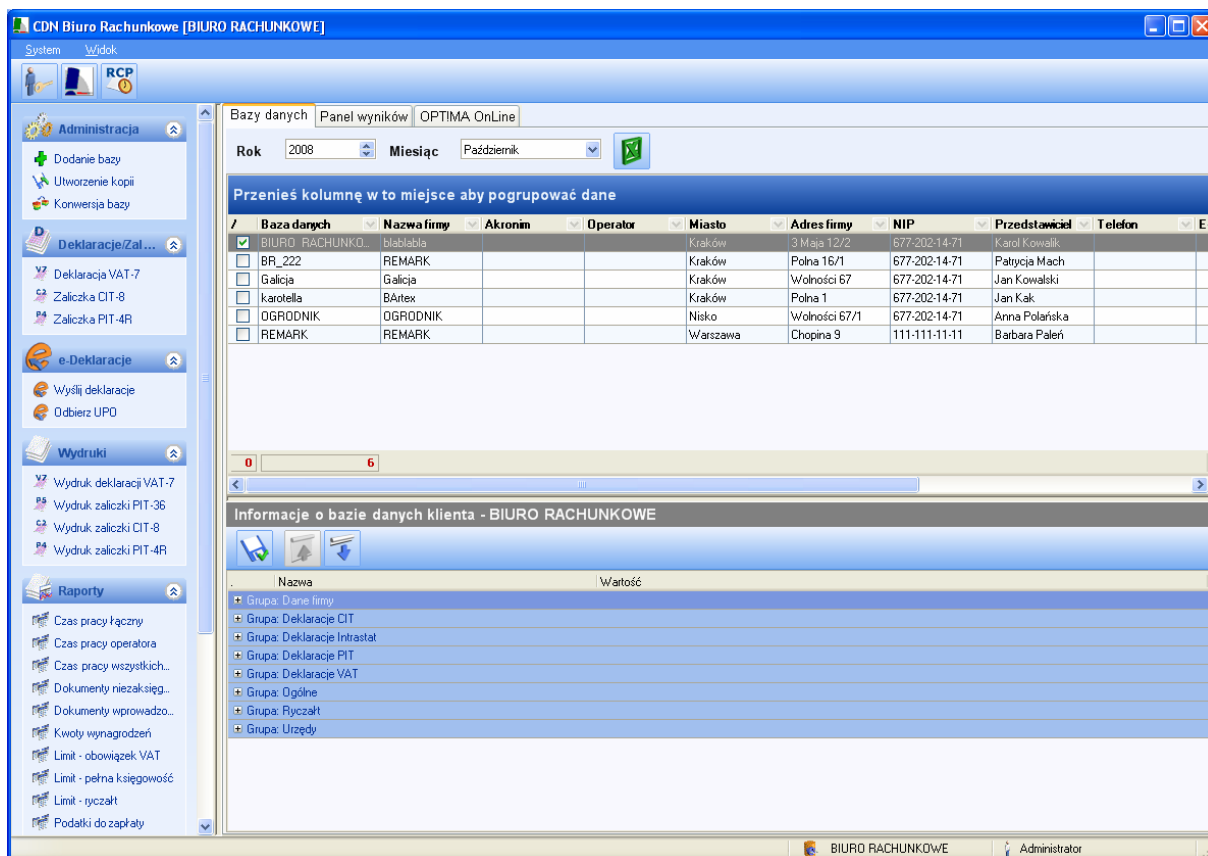 CDN Biuro Rachunkowe [BIURO RACHUNKOWE]
System Widok
RCP
Administracja
Dodanie bazy
Utworzenie kopii
Konwersja bazy
Deklaracje/Zal...
Deklaracja VAT-7
Zaliczka CIT-8
Zaliczka PIT-4R
e-Deklaracje
Wyślij deklaracje
Odbierz UPO
Wydruki
Wydruk deklaracji VAT-7
Wydruk zaliczki PIT-36
Wydruk zaliczki CIT-8
Wydruk zaliczki PIT-4R
Raporty
Czas pracy łączny
Czas pracy operatora
Czas pracy wszystkich...
Dokumenty niezaksięg...
Dokumenty wprowadzo...
Kwoty wynagrodzeń
Limit - obowiązek VAT
Limit - pełna księgowość
Limit - ryczałt
Podatki do zapłaty
Bazy danych Panel wyników OPTIMA OnLine
Rok 2008 Miesiąc Październik
Przenieś kolumnę w to miejsce aby pogrupować dane
/ Baza danych Nazwa firmy Akronim Operator Miasto Adres firmy NIP Przedstawiciel Telefon E
BIURO RACHUNKO... blablabla Kraków 3 Maja 12/2 677-202-14-71 Karol Kowalik
BR_222 REMARK Kraków Polna 16/1 677-202-14-71 Patrycja Mach
Galicja Galicja Kraków Wolności 67 677-202-14-71 Jan Kowalski
karotella BArtex Kraków Polna 1 677-202-14-71 Jan Kak
OGRODNIK OGRODNIK Nisko Wolności 67/1 677-202-14-71 Anna Polańska
REMARK REMARK Warszawa Chopina 9 111-111-11-11 Barbara Paleń
0 6
Informacje o bazie danych klienta - BIURO RACHUNKOWE
. Nazwa Wartość
Grupa: Dane firmy
Grupa: Deklaracje CIT
Grupa: Deklaracje Intrastat
Grupa: Deklaracje PIT
Grupa: Deklaracje VAT
Grupa: Ogólne
Grupa: Ryczałt
Grupa: Urzędy
BIURO RACHUNKOWE Administrator